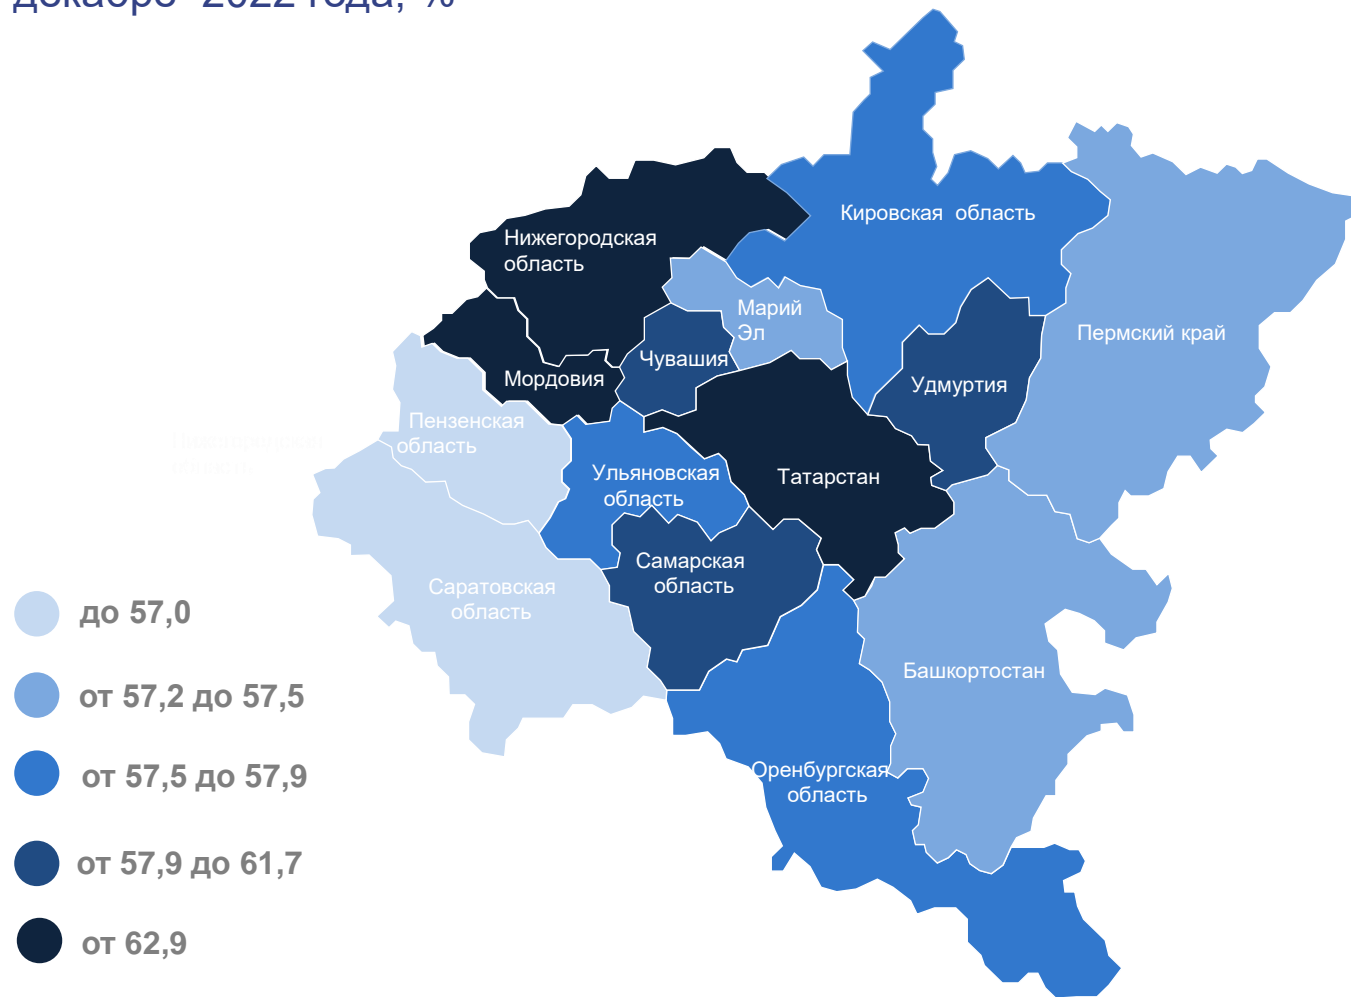 2022 года, %
Кировская область
Нижегородская
область
Марий
Эл
Пермский край
Чувашия
Мордовия
Удмуртия
Пензенская
область
Ульяновская
область
Татарстан
Самарская
область
Саратовская
область
Башкортостан
Оренбургская
область
до 57,0
от 57,2 до 57,5
от 57,5 до 57,9
от 57,9 до 61,7
от 62,9